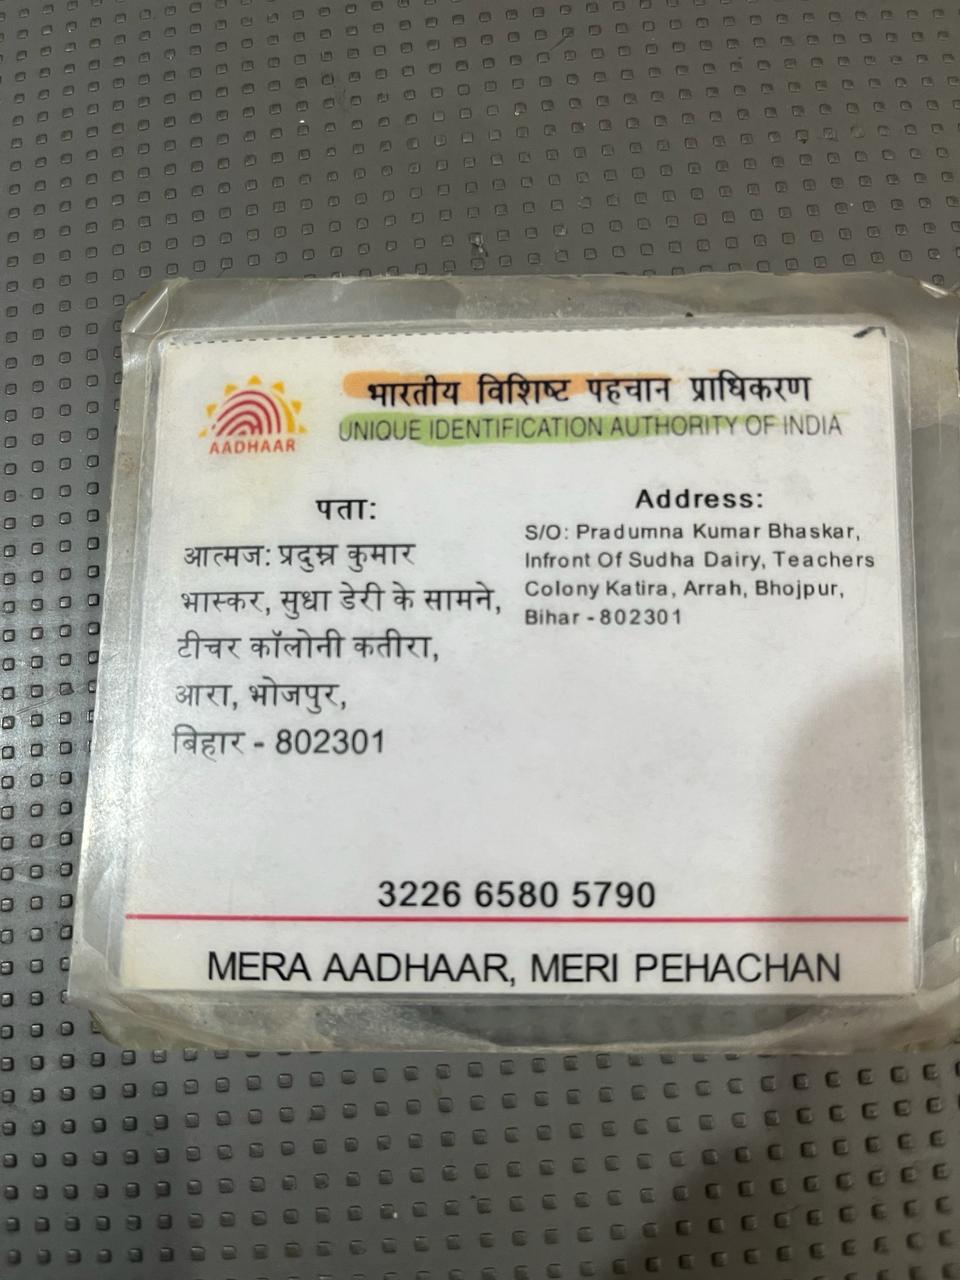 भारतीय विशिष्ट पहचान प्राधिकरण
UNIQUE IDENTIFICATION AUTHORITY OF INDIA
AADHAAR
पता:
आत्मज: प्रदुम्न कुमार
भास्कर, सुधा डेरी के सामने,
टीचर कॉलोनी कतीरा,
आरा, भोजपुर,
बिहार - 802301
Address:
S/O: Pradumna Kumar Bhaskar,
Infront Of Sudha Dairy, Teachers
Colony Katira, Arrah, Bhojpur,
Bihar - 802301
3226 6580 5790
MERA AADHAAR, MERI PEHACHAN